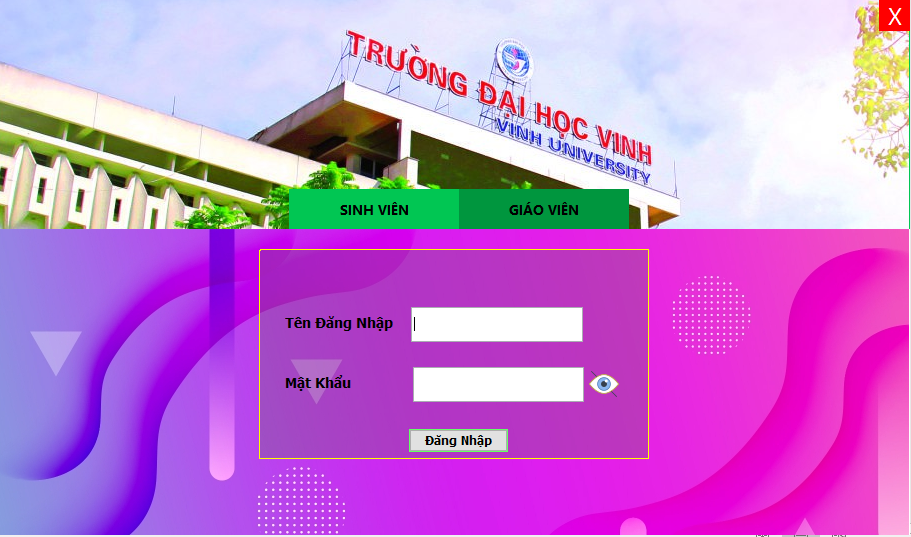 X
TRƯỜNG ĐẠI HỌC VINH
VINH UNIVERSITY
SINH VIÊN
GIÁO VIÊN
Tên Đăng Nhập
Mật Khẩu
Đăng Nhập